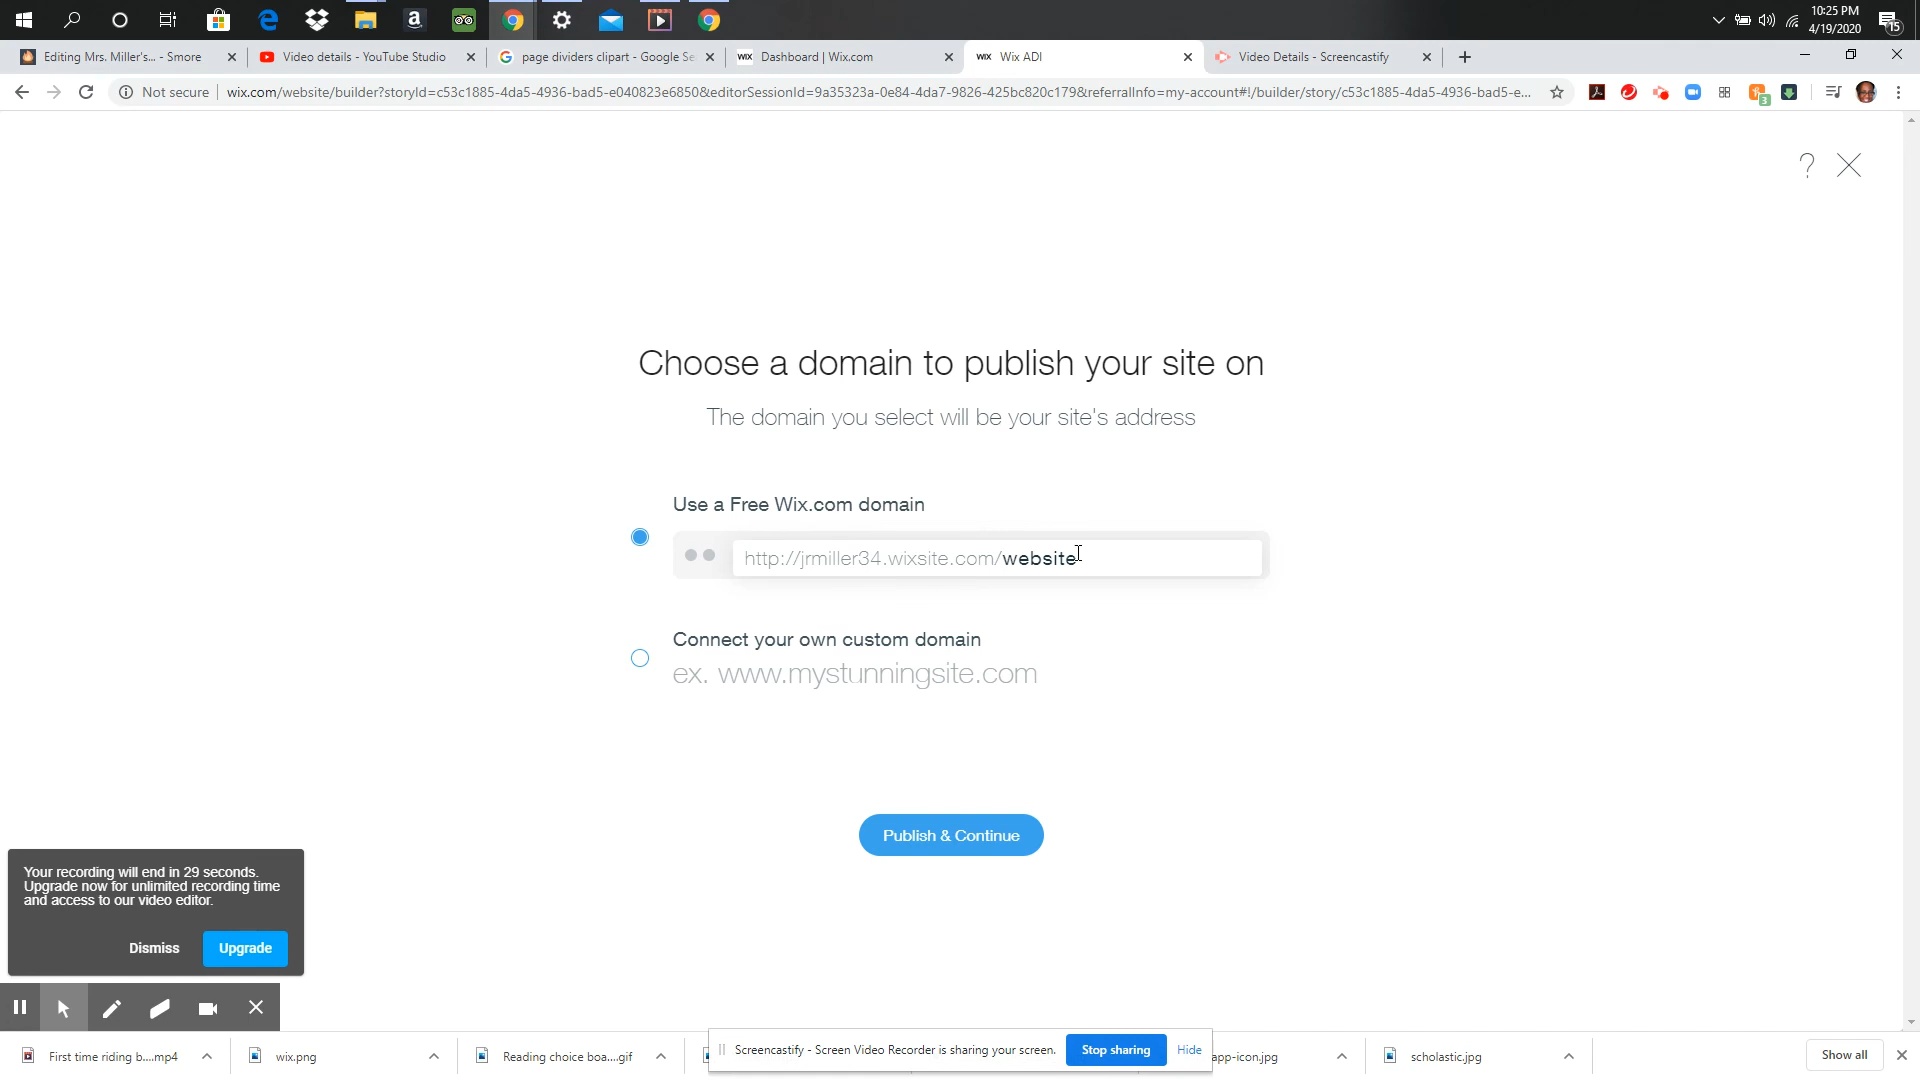 10:25 PM
4/19/2020
15
Editing Mrs. Miller's... - Smore
Video details - YouTube Studio
page dividers clipart - Google Se
WIX Dashboard | Wix.com
WIX Wix ADI
Video Details - Screencastify
Not secure
wix.com/website/builder?storyId=c53c1885-4da5-4936-bad5-e040823e6850&editorSessionId=9a35323a-0e84-4da7-9826-425bc820c179&referralInfo=my-account#!/builder/story/c53c1885-4da5-4936-bad5-e...
3
?
Choose a domain to publish your site on
The domain you select will be your site's address
Use a Free Wix.com domain
http://jrmiller34.wixsite.com/website
Connect your own custom domain
ex. www.mystunningsite.com
Publish & Continue
Your recording will end in 29 seconds.
Upgrade now for unlimited recording time
and access to our video editor.
Dismiss
Upgrade
First time riding b....mp4
wix.png
Reading choice boa....gif
Screencastify - Screen Video Recorder is sharing your screen.
Stop sharing
Hide
app-icon.jpg
scholastic.jpg
Show all